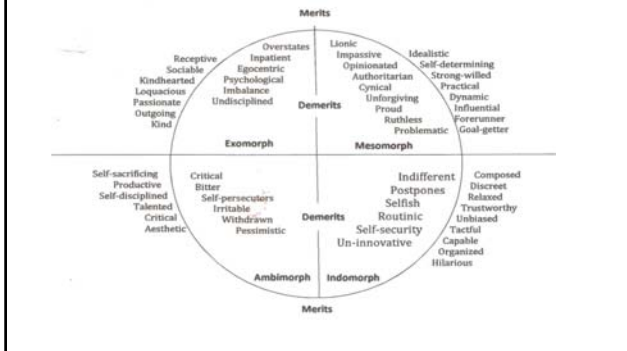 Merits
Receptive
Sociable
Kindhearted
Loquacious
Passionate
Outgoing
Kind
Overstates
Inpatient
Egocentric
Psychological
Imbalance
Undisciplined
Exomorph
Demerits
Lionic
Impassive
Opinionated
Authoritarian
Cynical
Unforgiving
Proud
Ruthless
Problematic
Mesomorph
Idealistic
Self-determining
Strong-willed
Practical
Dynamic
Influential
Forerunner
Goal-getter
Self-sacrificing
Productive
Self-disciplined
Talented
Critical
Aesthetic
Critical
Bitter
Self-persecutors
Irritable
Withdrawn
Pessimistic
Ambimorph
Demerits
Indifferent
Postpones
Selfish
Routinic
Self-security
Un-innovative
Indomorph
Composed
Discreet
Relaxed
Trustworthy
Unbiased
Tactful
Capable
Organized
Hilarious
Merits